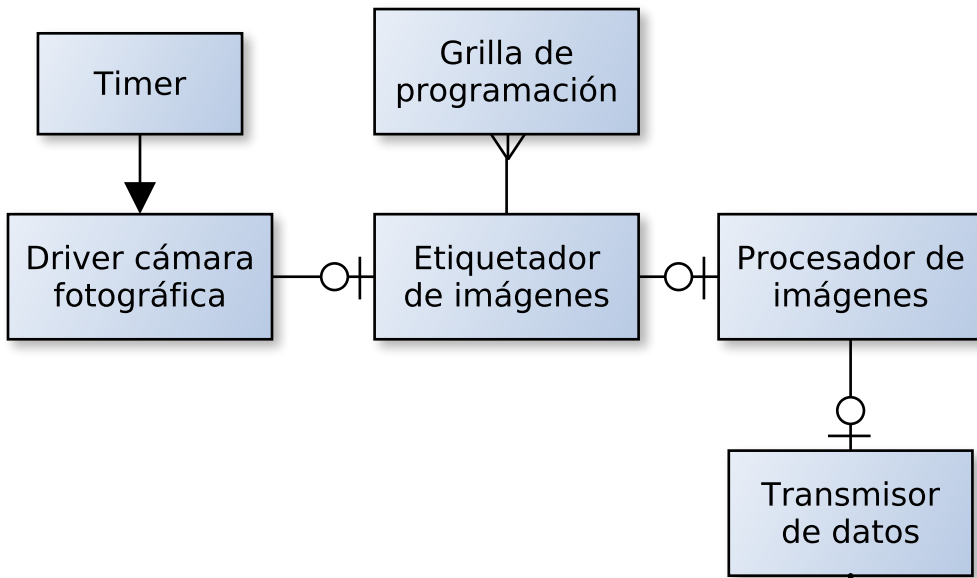 Timer
Grilla de
programación
Driver cámara
fotográfica
Etiquetador
de imágenes
Procesador de
imágenes
Transmisor
de datos